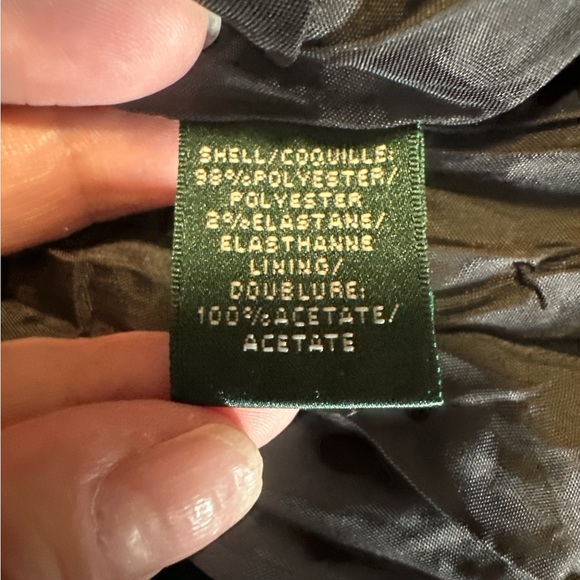 SHELL/COQUILLE:
98%POLYESTER/
POLYESTER
2%ELASTANE/
ELASTHANNE
LINING/
DOUBLURE:
100%ACETATE/
ACETATE